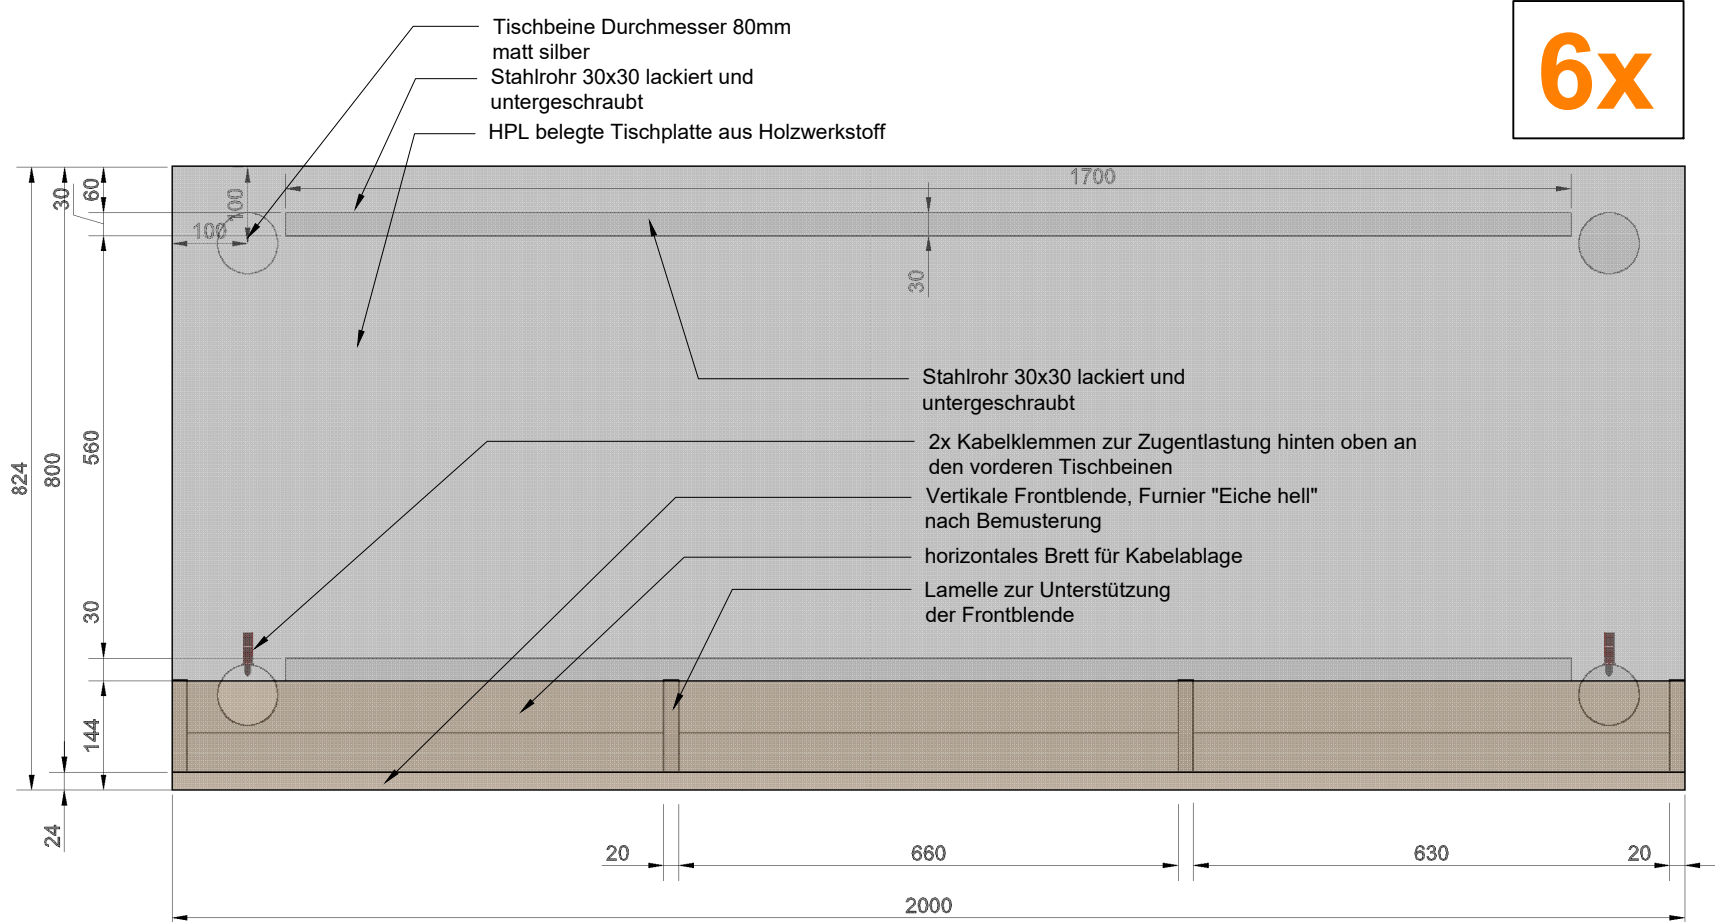 Tischbeine Durchmesser 80mm
matt silber
Stahlrohr 30x30 lackiert und
untergeschraubt
HPL belegte Tischplatte aus Holzwerkstoff
6x
30
60
100
100
1700
30
Stahlrohr 30x30 lackiert und
untergeschraubt
2x Kabelklemmen zur Zugentlastung hinten oben an
den vorderen Tischbeinen
Vertikale Frontblende, Furnier "Eiche hell"
nach Bemusterung
horizontales Brett für Kabelablage
Lamelle zur Unterstützung
der Frontblende
824
800
560
30
144
24
20
660
630
20
2000